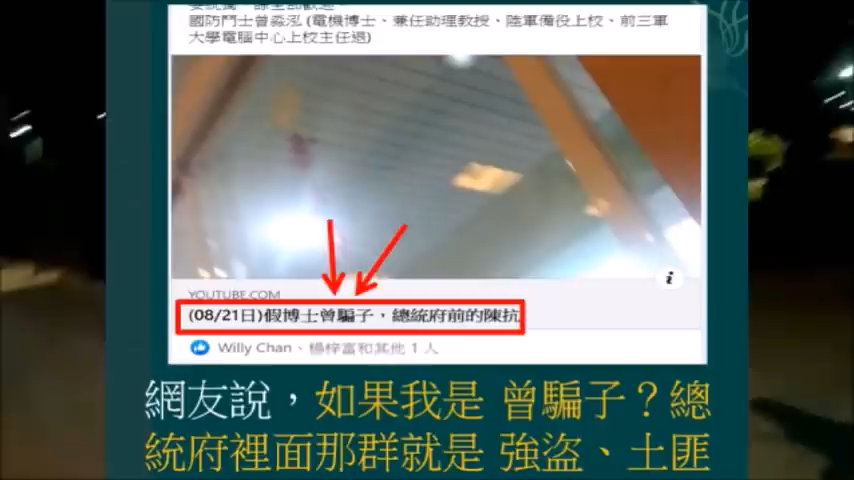 國防鬥士曾淼泓 (電機博士、兼任助理教授、陸軍備役上校、前三軍
大學電腦中心上校主任退)
YOUTUBE.COM
(08/21日)假博士曾騙子，總統府前的陳抗
Willy Chan、楊梓富和其他 1 人
網友說，如果我是 曾騙子？總
統府裡面那群就是 強盜、土匪